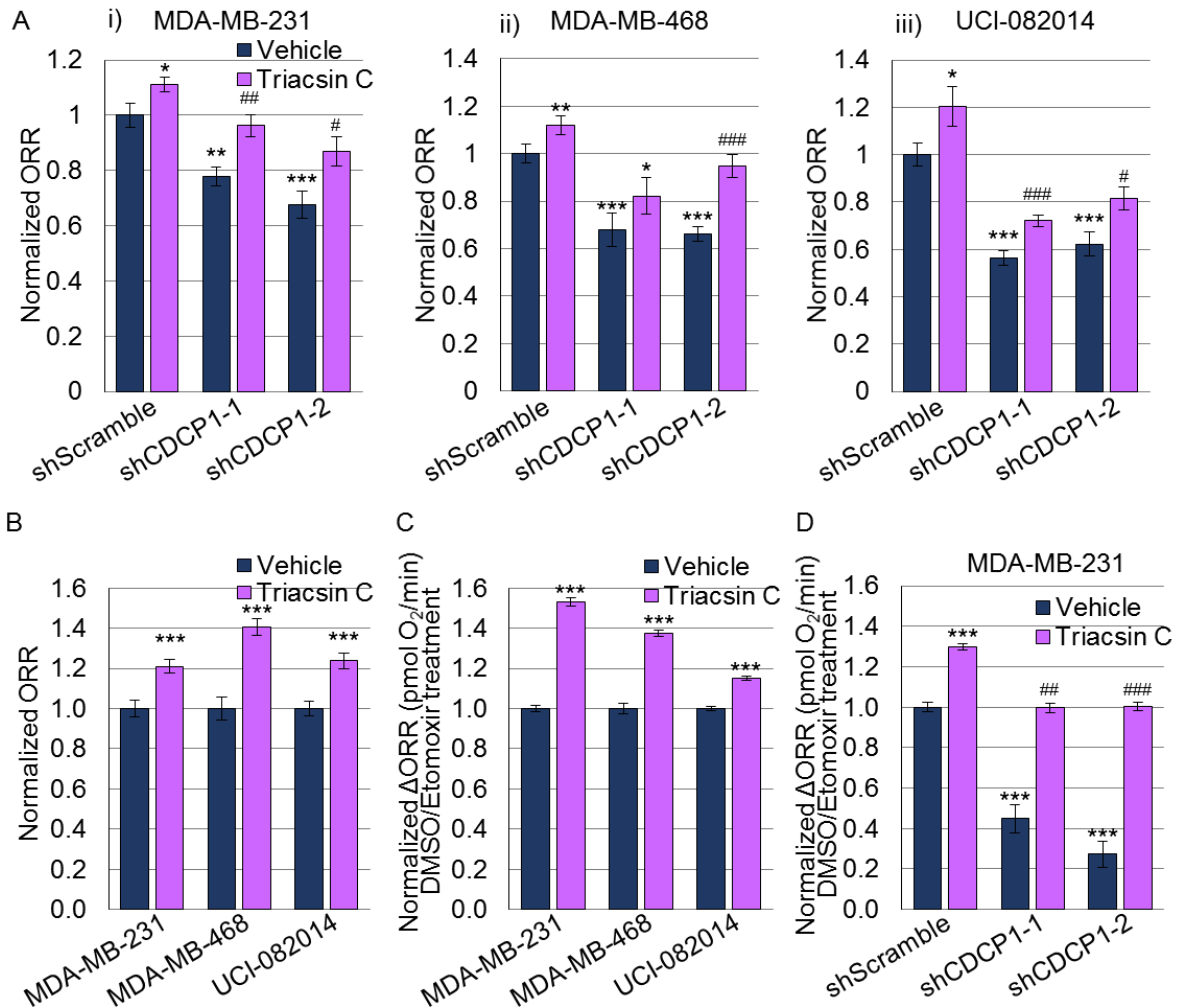 A
i)
MDA-MB-231
Vehicle
Triacsin C
Normalized ORR
1.2
1
0.8
0.6
0.4
0.2
0
*
**
##
***
#
shScramble
shCDCP1-1
shCDCP1-2
ii)
MDA-MB-468
Normalized ORR
1.4
1.2
1
0.8
0.6
0.4
0.2
0
**
***
*
***
###
shScramble
shCDCP1-1
shCDCP1-2
iii)
UCI-082014
Normalized ORR
1.4
1.2
1
0.8
0.6
0.4
0.2
0
*
***
###
***
#
shScramble
shCDCP1-1
shCDCP1-2
B
Vehicle
Triacsin C
Normalized ORR
1.6
1.4
1.2
1.0
0.8
0.6
0.4
0.2
0.0
***
***
***
MDA-MB-231
MDA-MB-468
UCI-082014
C
Vehicle
Triacsin C
Normalized ΔORR (pmol O₂/min)
DMSO/Etomoxir treatment
1.6
1.4
1.2
1.0
0.8
0.6
0.4
0.2
0.0
***
***
***
MDA-MB-231
MDA-MB-468
UCI-082014
D
MDA-MB-231
Vehicle
Triacsin C
Normalized ΔORR (pmol O₂/min)
DMSO/Etomoxir treatment
1.6
1.4
1.2
1.0
0.8
0.6
0.4
0.2
0.0
***
***
##
***
###
shScramble
shCDCP1-1
shCDCP1-2